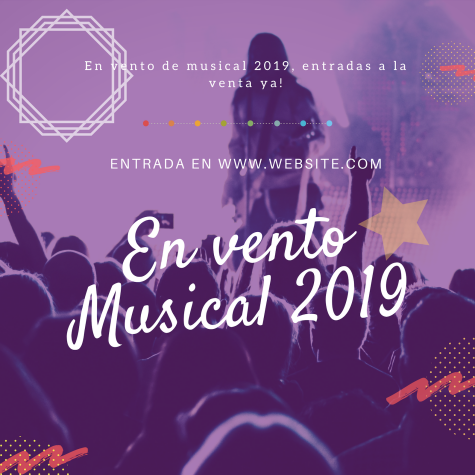 En vento de musical 2019, entradas a la
venta ya!
ENTRADA EN WWW.WEBSITE.COM
En vento
Musical 2019